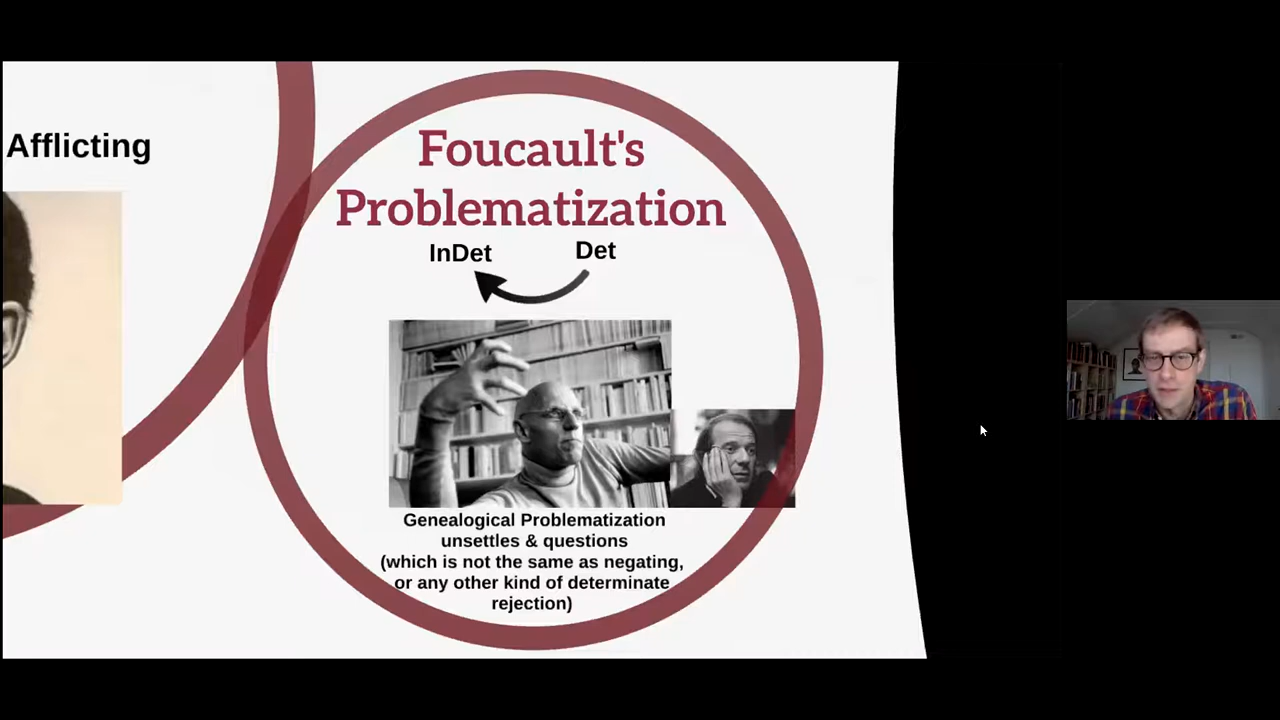 Afflicting
Foucault's
Problematization
InDet
Det
Genealogical Problematization
unsettles & questions
(which is not the same as negating,
or any other kind of determinate
rejection)